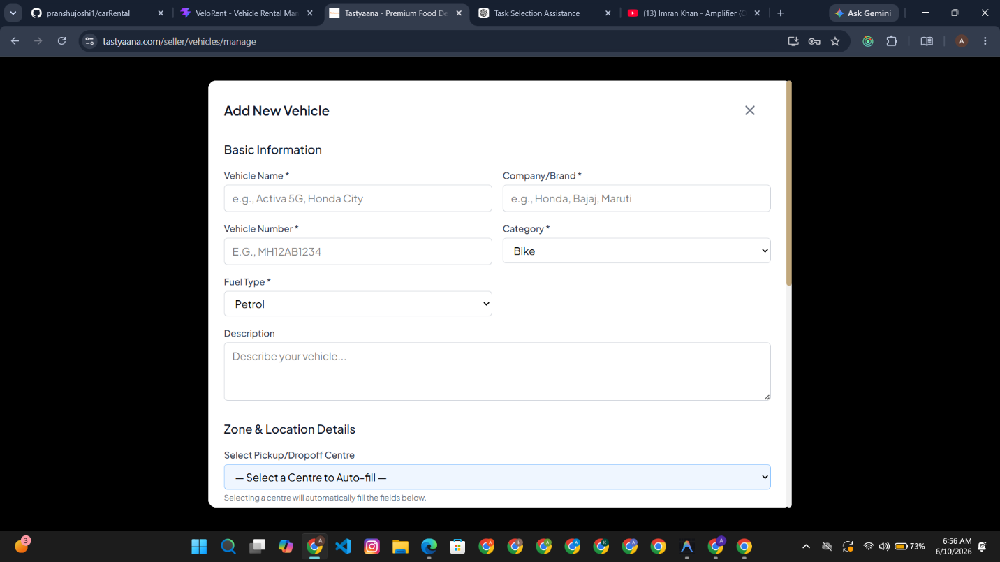 pranshujoshi1/carRental
VeloRent - Vehicle Rental Man
Tastyaana - Premium Food De
Task Selection Assistance
(13) Imran Khan - Amplifier (O
Ask Gemini
tastyaana.com/seller/vehicles/manage
A
Add New Vehicle
Basic Information
Vehicle Name *
Company/Brand *
e.g., Activa 5G, Honda City
e.g., Honda, Bajaj, Maruti
Vehicle Number *
Category *
E.G., MH12AB1234
Bike
Fuel Type *
Petrol
Description
Describe your vehicle...
Zone & Location Details
Select Pickup/Dropoff Centre
— Select a Centre to Auto-fill —
Selecting a centre will automatically fill the fields below.
3
73%
6:56 AM
6/10/2026